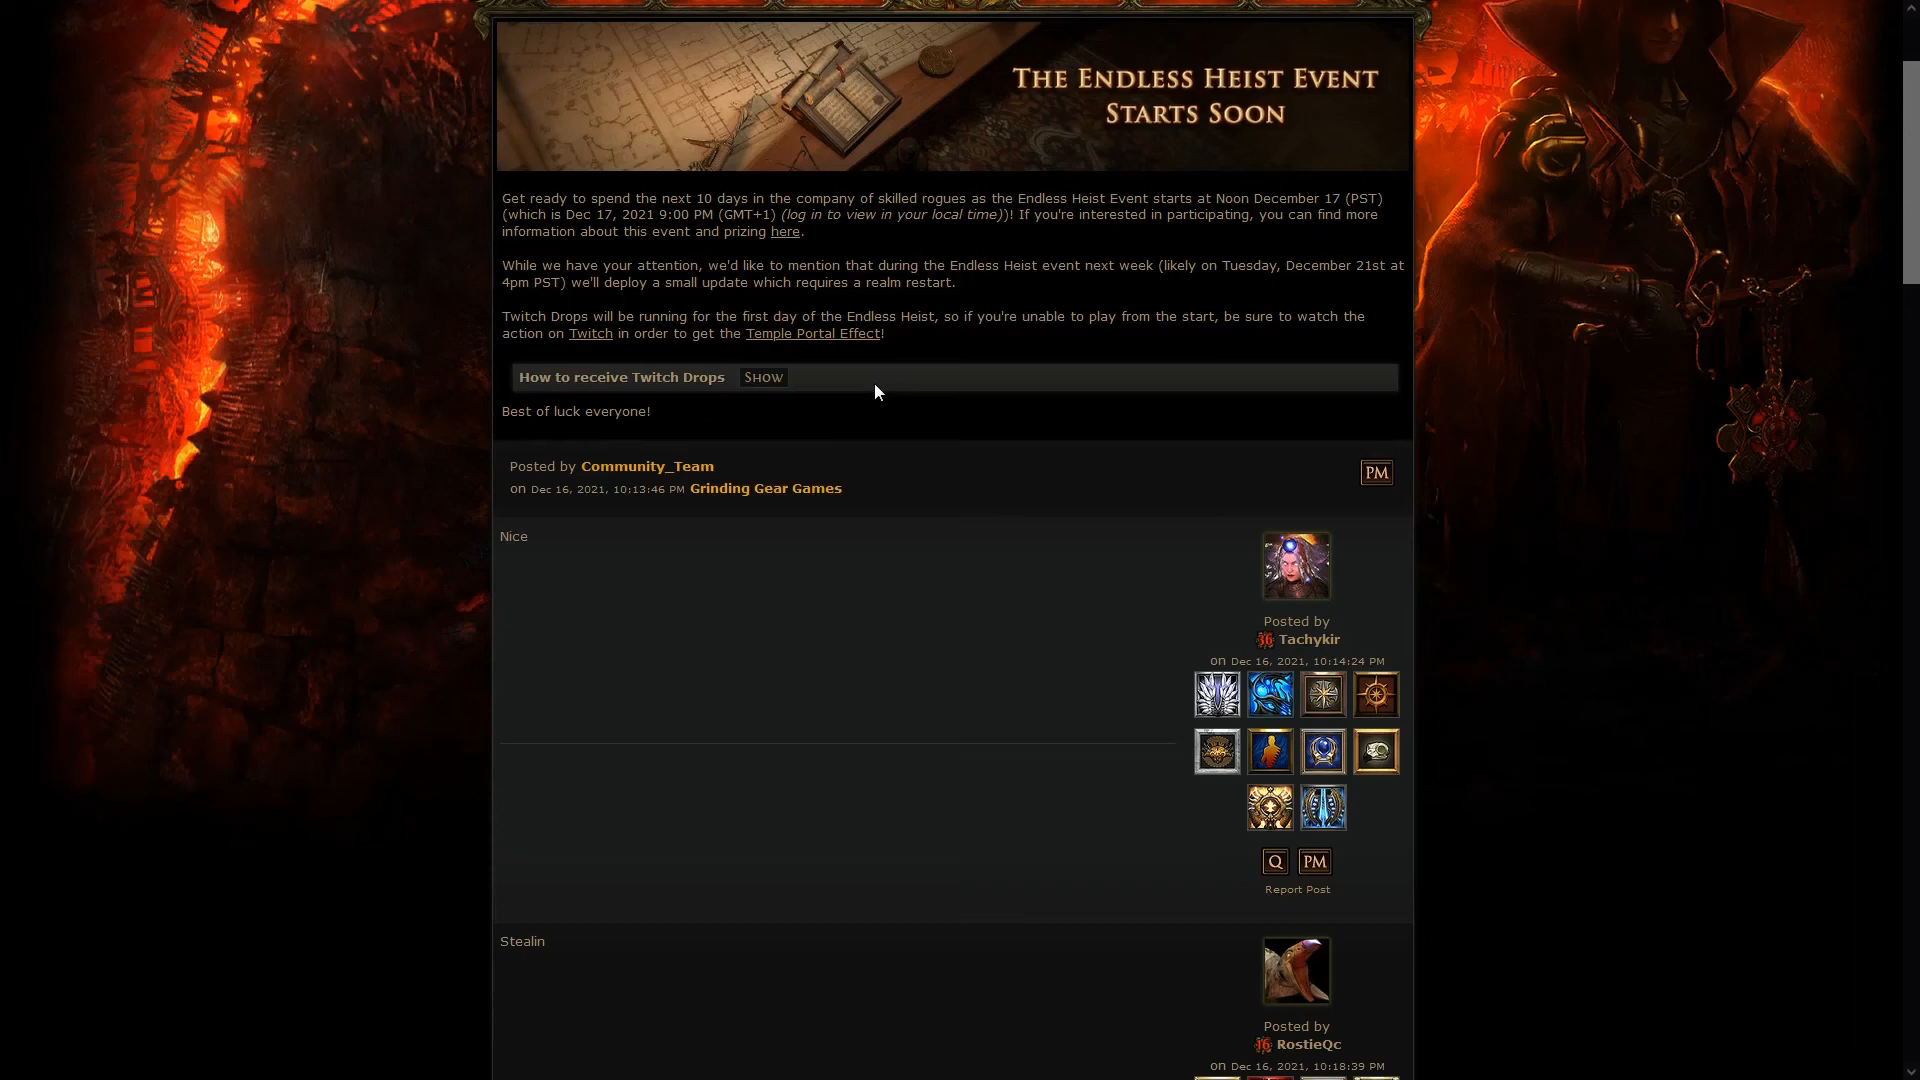 The Endless Heist Event
Starts Soon
Get ready to spend the next 10 days in the company of skilled rogues as the Endless Heist Event starts at Noon December 17 (PST)
(which is Dec 17, 2021 9:00 PM (GMT+1) (log in to view in your local time))! If you're interested in participating, you can find more
information about this event and prizing here.
While we have your attention, we'd like to mention that during the Endless Heist event next week (likely on Tuesday, December 21st at
4pm PST) we'll deploy a small update which requires a realm restart.
Twitch Drops will be running for the first day of the Endless Heist, so if you're unable to play from the start, be sure to watch the
action on Twitch in order to get the Temple Portal Effect!
How to receive Twitch Drops Show
Best of luck everyone!
Posted by Community_Team
on Dec 16, 2021, 10:13:46 PM Grinding Gear Games
PM
Nice
Posted by
36 Tachykir
on Dec 16, 2021, 10:14:24 PM
Q PM
Report Post
Stealin
Posted by
16 RostieQc
on Dec 16, 2021, 10:18:39 PM